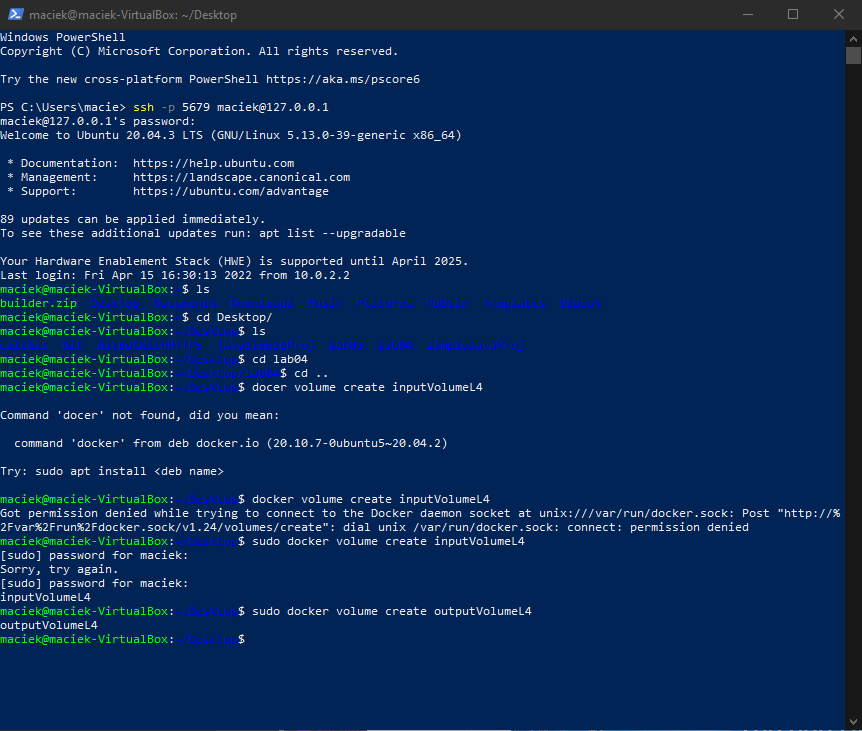 maciek@maciek-VirtualBox: ~/Desktop
Windows PowerShell
Copyright (C) Microsoft Corporation. All rights reserved.
Try the new cross-platform PowerShell https://aka.ms/pscore6
PS C:\Users\macie> ssh -p 5679 maciek@127.0.0.1
maciek@127.0.0.1's password:
Welcome to Ubuntu 20.04.3 LTS (GNU/Linux 5.13.0-39-generic x86_64)
* Documentation:  https://help.ubuntu.com
* Management:     https://landscape.canonical.com
* Support:        https://ubuntu.com/advantage
89 updates can be applied immediately.
To see these additional updates run: apt list --upgradable
Your Hardware Enablement Stack (HWE) is supported until April 2025.
Last login: Fri Apr 15 16:30:13 2022 from 10.0.2.2
maciek@maciek-VirtualBox:~$ ls
builder.zip  Desktop  Documents  Downloads  Music  Pictures  Public  Templates  Videos
maciek@maciek-VirtualBox:~$ cd Desktop/
maciek@maciek-VirtualBox:~/Desktop$ ls
lab03  lab04
maciek@maciek-VirtualBox:~/Desktop$ cd lab04
maciek@maciek-VirtualBox:~/Desktop/lab04$ cd ..
maciek@maciek-VirtualBox:~/Desktop$ docer volume create inputVolumeL4
Command 'docer' not found, did you mean:
command 'docker' from deb docker.io (20.10.7-0ubuntu5~20.04.2)
Try: sudo apt install <deb name>
maciek@maciek-VirtualBox:~/Desktop$ docker volume create inputVolumeL4
Got permission denied while trying to connect to the Docker daemon socket at unix:///var/run/docker.sock: Post "http://%
2Fvar%2Frun%2Fdocker.sock/v1.24/volumes/create": dial unix /var/run/docker.sock: connect: permission denied
maciek@maciek-VirtualBox:~/Desktop$ sudo docker volume create inputVolumeL4
[sudo] password for maciek:
Sorry, try again.
[sudo] password for maciek:
inputVolumeL4
maciek@maciek-VirtualBox:~/Desktop$ sudo docker volume create outputVolumeL4
outputVolumeL4
maciek@maciek-VirtualBox:~/Desktop$